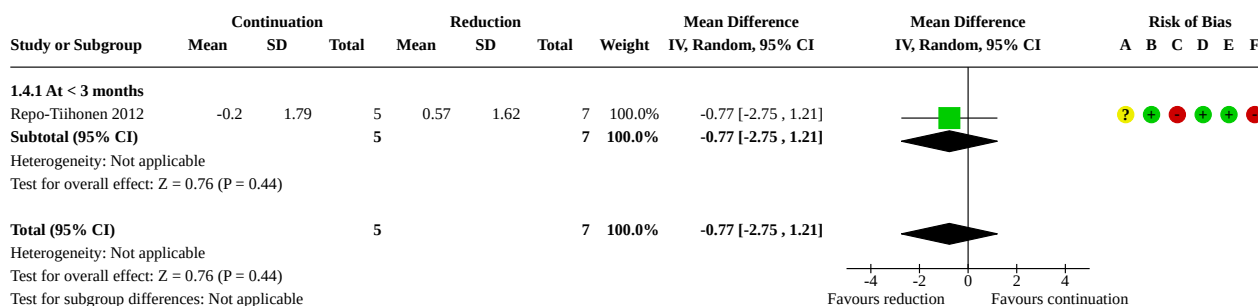 Continuation Reduction Mean Difference Mean Difference Risk of Bias
Study or Subgroup Mean SD Total Mean SD Total Weight IV, Random, 95% CI IV, Random, 95% CI A B C D E F
1.4.1 At < 3 months
Repo-Tiihonen 2012 -0.2 1.79 5 0.57 1.62 7 100.0% -0.77 [-2.75 , 1.21] ? + - + + -
Subtotal (95% CI) 5 7 100.0% -0.77 [-2.75 , 1.21]
Heterogeneity: Not applicable
Test for overall effect: Z = 0.76 (P = 0.44)
Total (95% CI) 5 7 100.0% -0.77 [-2.75 , 1.21]
Heterogeneity: Not applicable
Test for overall effect: Z = 0.76 (P = 0.44) -4 -2 0 2 4
Test for subgroup differences: Not applicable Favours reduction Favours continuation